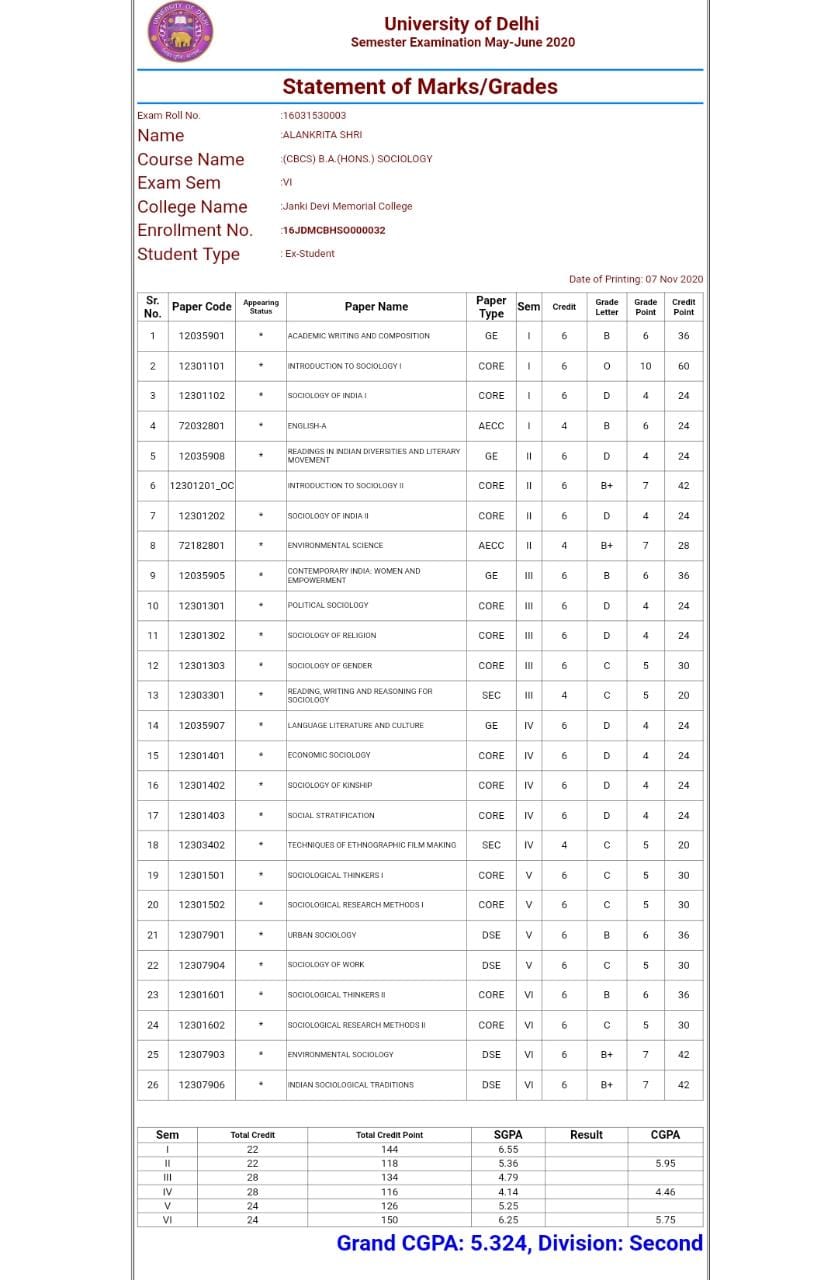 University of Delhi
Semester Examination May-June 2020
Statement of Marks/Grades
Exam Roll No. :16031530003
Name :ALANKRITA SHRI
Course Name :(CBCS) B.A.(HONS.) SOCIOLOGY
Exam Sem :VI
College Name :Janki Devi Memorial College
Enrollment No. :16JDMCBHSO000032
Student Type : Ex-Student
Date of Printing: 07 Nov 2020
Sr. No. Paper Code Appearing Status Paper Name Paper Type Sem Credit Grade Letter Grade Point Credit Point
1 12035901 * ACADEMIC WRITING AND COMPOSITION GE I 6 B 6 36
2 12301101 * INTRODUCTION TO SOCIOLOGY I CORE I 6 O 10 60
3 12301102 * SOCIOLOGY OF INDIA I CORE I 6 D 4 24
4 72032801 * ENGLISH-A AECC I 4 B 6 24
5 12035908 * READINGS IN INDIAN DIVERSITIES AND LITERARY MOVEMENT GE II 6 D 4 24
6 12301201_OC INTRODUCTION TO SOCIOLOGY II CORE II 6 B+ 7 42
7 12301202 * SOCIOLOGY OF INDIA II CORE II 6 D 4 24
8 72182801 * ENVIRONMENTAL SCIENCE AECC II 4 B+ 7 28
9 12035905 * CONTEMPORARY INDIA: WOMEN AND EMPOWERMENT GE III 6 B 6 36
10 12301301 * POLITICAL SOCIOLOGY CORE III 6 D 4 24
11 12301302 * SOCIOLOGY OF RELIGION CORE III 6 D 4 24
12 12301303 * SOCIOLOGY OF GENDER CORE III 6 C 5 30
13 12303301 * READING, WRITING AND REASONING FOR SOCIOLOGY SEC III 4 C 5 20
14 12035907 * LANGUAGE LITERATURE AND CULTURE GE IV 6 D 4 24
15 12301401 * ECONOMIC SOCIOLOGY CORE IV 6 D 4 24
16 12301402 * SOCIOLOGY OF KINSHIP CORE IV 6 D 4 24
17 12301403 * SOCIAL STRATIFICATION CORE IV 6 D 4 24
18 12303402 * TECHNIQUES OF ETHNOGRAPHIC FILM MAKING SEC IV 4 C 5 20
19 12301501 * SOCIOLOGICAL THINKERS I CORE V 6 C 5 30
20 12301502 * SOCIOLOGICAL RESEARCH METHODS I CORE V 6 C 5 30
21 12307901 * URBAN SOCIOLOGY DSE V 6 B 6 36
22 12307904 * SOCIOLOGY OF WORK DSE V 6 C 5 30
23 12301601 * SOCIOLOGICAL THINKERS II CORE VI 6 B 6 36
24 12301602 * SOCIOLOGICAL RESEARCH METHODS II CORE VI 6 C 5 30
25 12307903 * ENVIRONMENTAL SOCIOLOGY DSE VI 6 B+ 7 42
26 12307906 * INDIAN SOCIOLOGICAL TRADITIONS DSE VI 6 B+ 7 42
Sem Total Credit Total Credit Point SGPA Result CGPA
I 22 144 6.55
II 22 118 5.36 5.95
III 28 134 4.79
IV 28 116 4.14 4.46
V 24 126 5.25
VI 24 150 6.25 5.75
Grand CGPA: 5.324, Division: Second